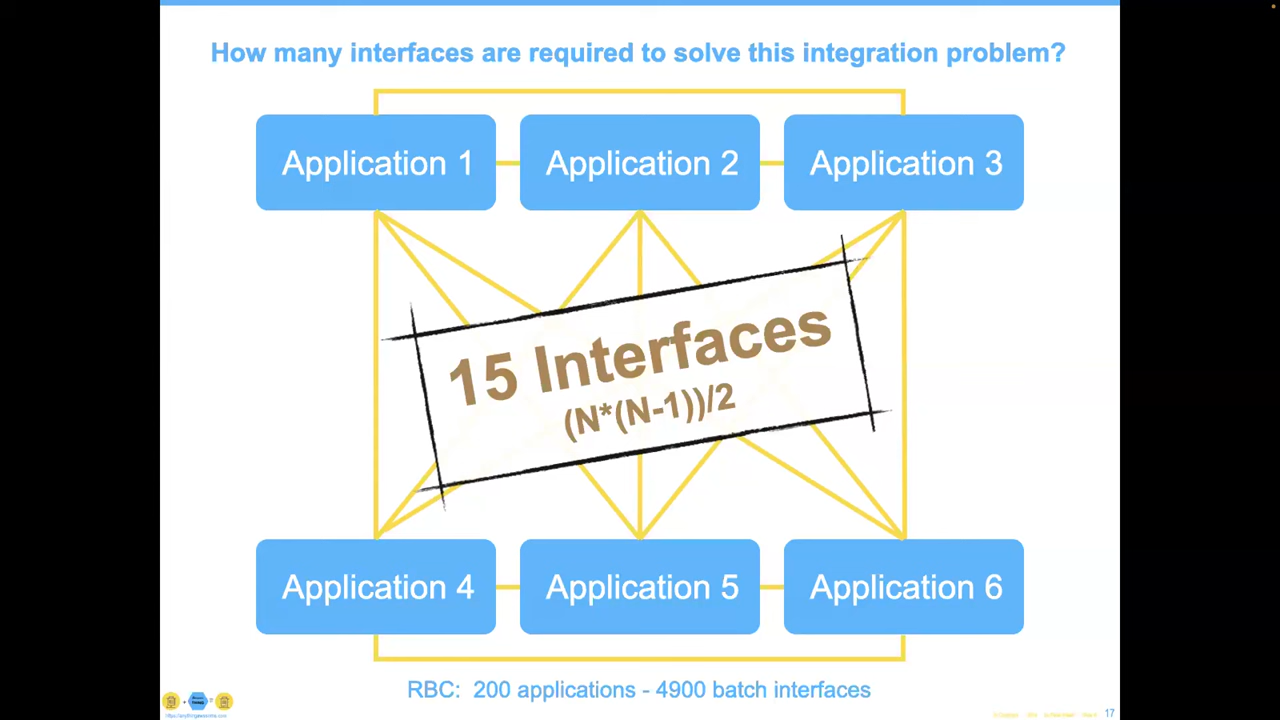 How many interfaces are required to solve this integration problem?
Application 1
Application 2
Application 3
15 Interfaces
(N*(N-1))/2
Application 4
Application 5
Application 6
RBC:  200 applications - 4900 batch interfaces
17